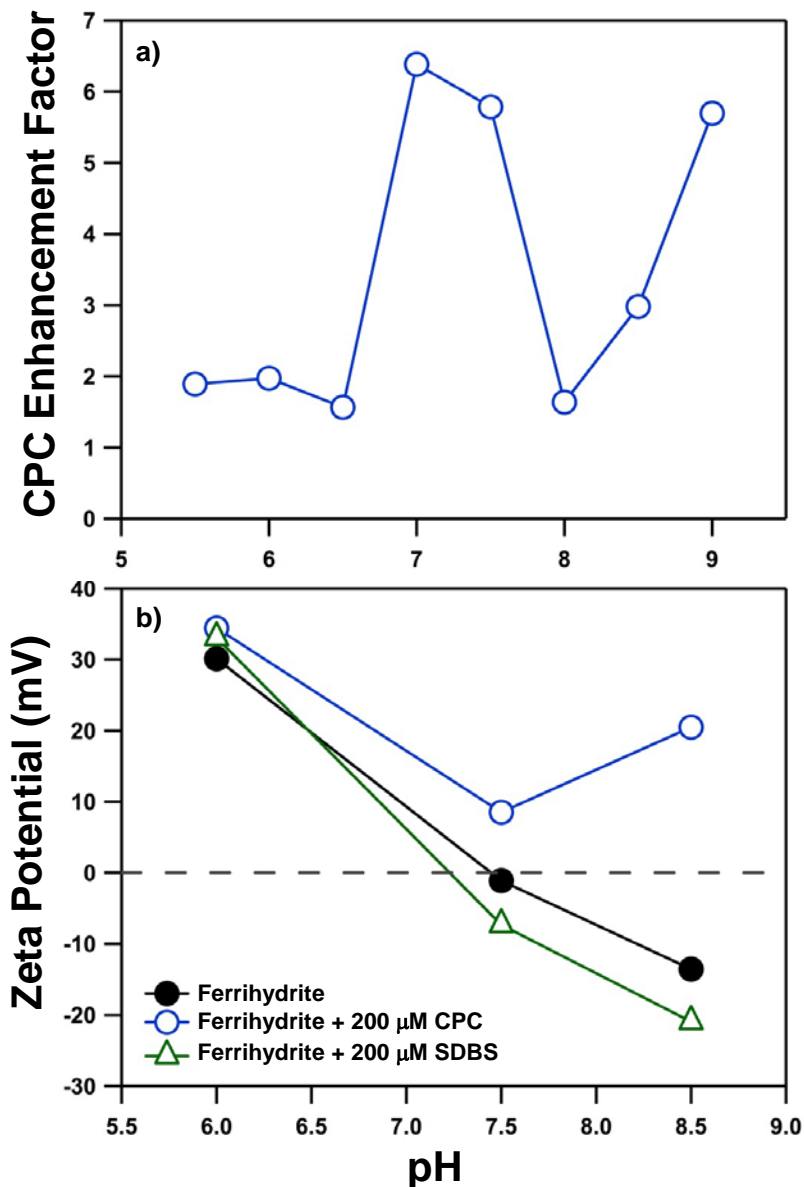 a)
CPC Enhancement Factor
7
6
5
4
3
2
1
0
5 6 7 8 9
b)
Zeta Potential (mV)
40
30
20
10
0
-10
-20
-30
Ferrihydrite
Ferrihydrite + 200 μM CPC
Ferrihydrite + 200 μM SDBS
5.5 6.0 6.5 7.0 7.5 8.0 8.5 9.0
pH